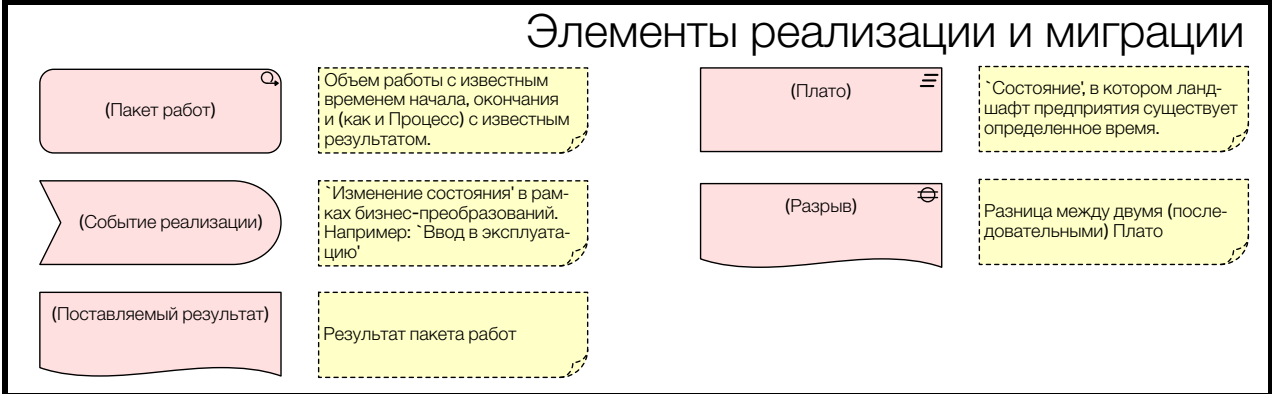 Элементы реализации и миграции
(Пакет работ)
Объем работы с известным
временем начала, окончания
и (как и Процесс) с известным
результатом.
(Плато)
`Состояние', в котором ланд-
шафт предприятия существует
определенное время.
(Событие реализации)
`Изменение состояния' в рам-
ках бизнес-преобразований.
Например: `Ввод в эксплуата-
цию'
(Разрыв)
Разница между двумя (после-
довательными) Плато
(Поставляемый результат)
Результат пакета работ